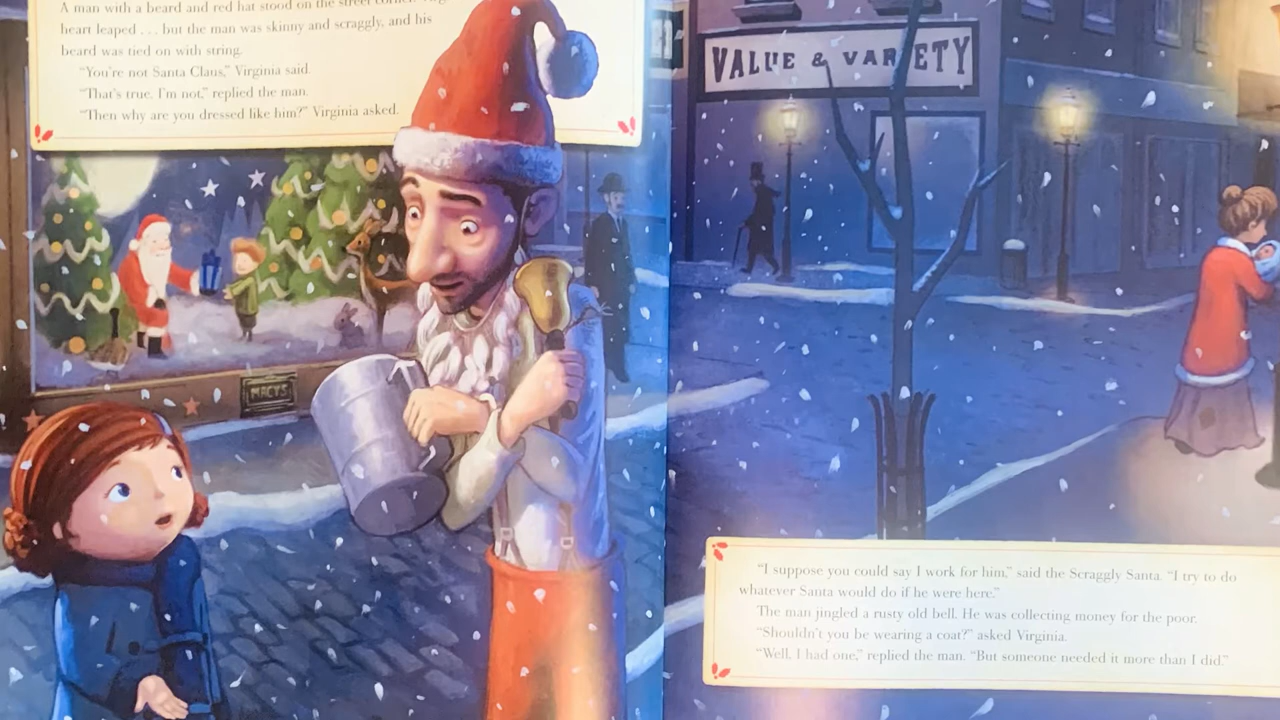 A man with a beard and red hat stood on the street corner.
heart leaped . . . but the man was skinny and scraggly, and his
beard was tied on with string.
"You're not Santa Claus," Virginia said.
"That's true. I'm not," replied the man.
"Then why are you dressed like him?" Virginia asked.
MACY'S
VALUE & VARIETY
"I suppose you could say I work for him," said the Scraggly Santa. "I try to do
whatever Santa would do if he were here."
The man jingled a rusty old bell. He was collecting money for the poor.
"Shouldn't you be wearing a coat?" asked Virginia.
"Well, I had one," replied the man. "But someone needed it more than I did."